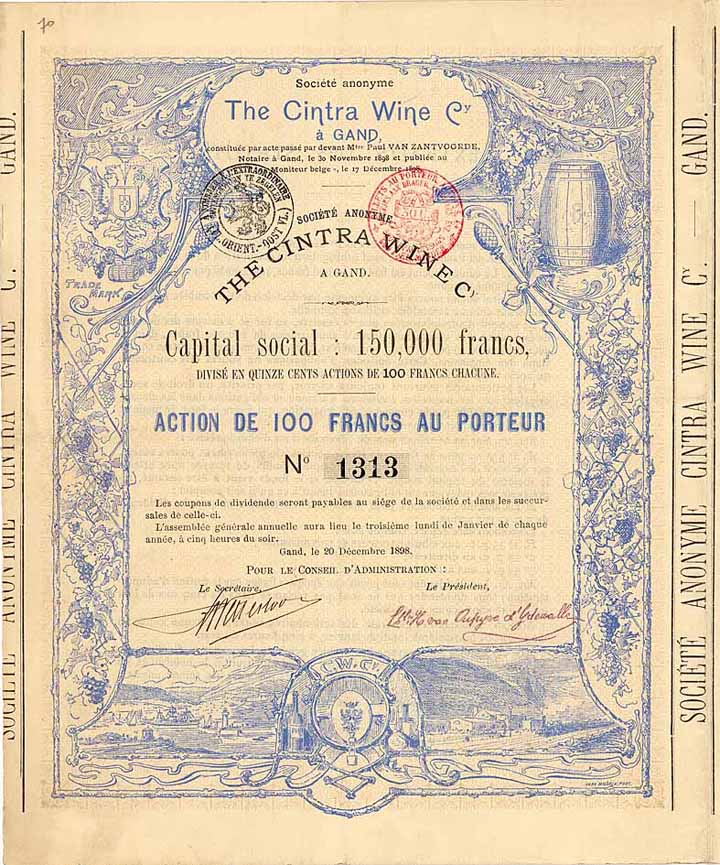 70
Société anonyme
The Cintra Wine Cy
à GAND,
constituée par acte passé par devant Mtre Paul VAN ZANTVOORDE,
Notaire à Gand, le 30 Novembre 1898 et publiée au
Moniteur belge », le 17 Décembre
SOCIÉTÉ ANONYME
THE CINTRA WINE Cy
A GAND.
TRADE
MARK
Capital social : 150,000 francs,
DIVISÉ EN QUINZE CENTS ACTIONS DE 100 FRANCS CHACUNE.
ACTION DE 100 FRANCS AU PORTEUR
No 1313
Les coupons de dividende seront payables au siége de la société et dans les succur-
sales de celle-ci.
L'assemblée générale annuelle aura lieu le troisième lundi de Janvier de chaque
année, à cinq heures du soir.
Gand, le 20 Décembre 1898.
POUR LE CONSEIL D'ADMINISTRATION :
Le Secrétaire, Le Président,
C.W.Cy
SOCIÉTÉ ANONYME CINTRA WINE Cy. — GAND.
SOCIÉTÉ ANONYME CINTRA WINE C. GAND.